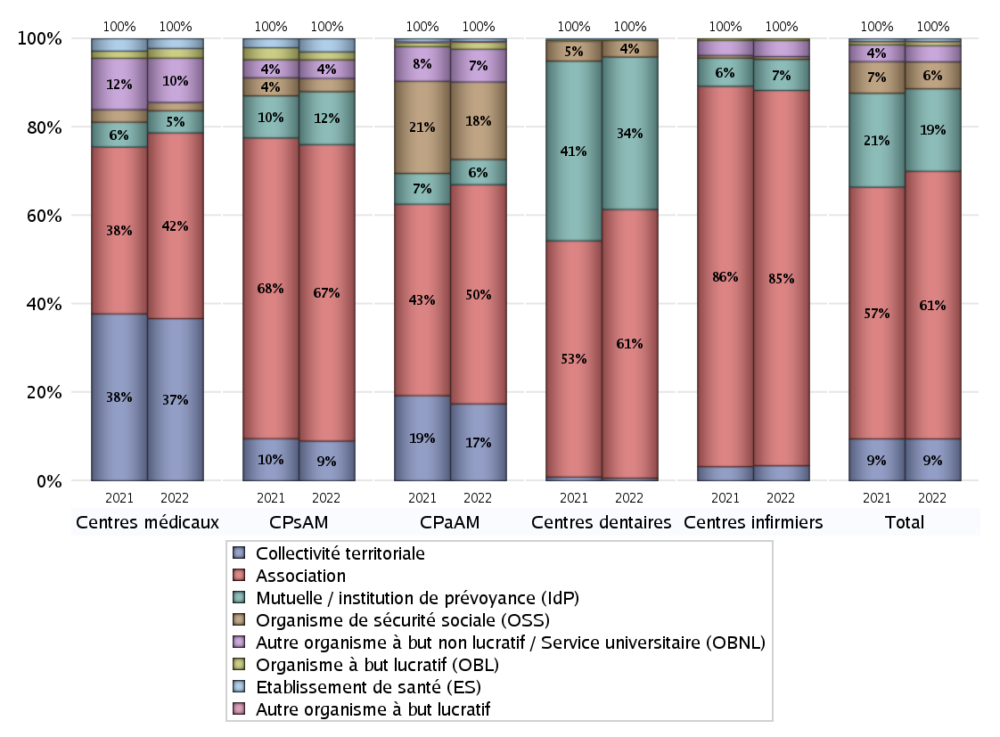 100% 100% 100% 100% 100% 100% 100% 100% 100% 100% 100% 100%
100%
80%
60%
40%
20%
0%
12% 10%
6% 5%
38% 42%
38% 37%
4% 4%
4%
10% 12%
68% 67%
10% 9%
8% 7%
21% 18%
7% 6%
43% 50%
19% 17%
5% 4%
41% 34%
53% 61%
6% 7%
86% 85%
4%
7% 6%
21% 19%
57% 61%
9% 9%
2021 2022 2021 2022 2021 2022 2021 2022 2021 2022 2021 2022
Centres médicaux CPsAM CPaAM Centres dentaires Centres infirmiers Total
Collectivité territoriale
Association
Mutuelle / institution de prévoyance (IdP)
Organisme de sécurité sociale (OSS)
Autre organisme à but non lucratif / Service universitaire (OBNL)
Organisme à but lucratif (OBL)
Etablissement de santé (ES)
Autre organisme à but lucratif